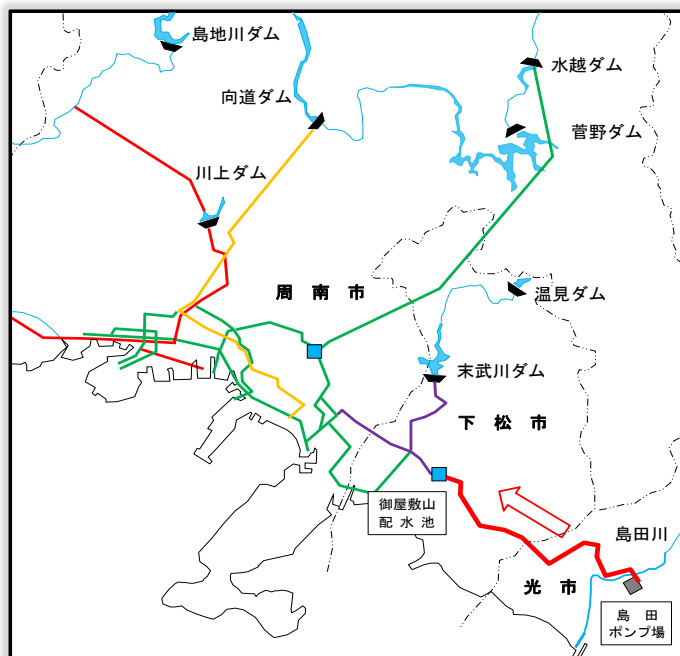 島地川ダム
水越ダム
向道ダム
菅野ダム
川上ダム
周南市
温見ダム
末武川ダム
下松市
御屋敷山
配水池
島田川
光市
島田
ポンプ場